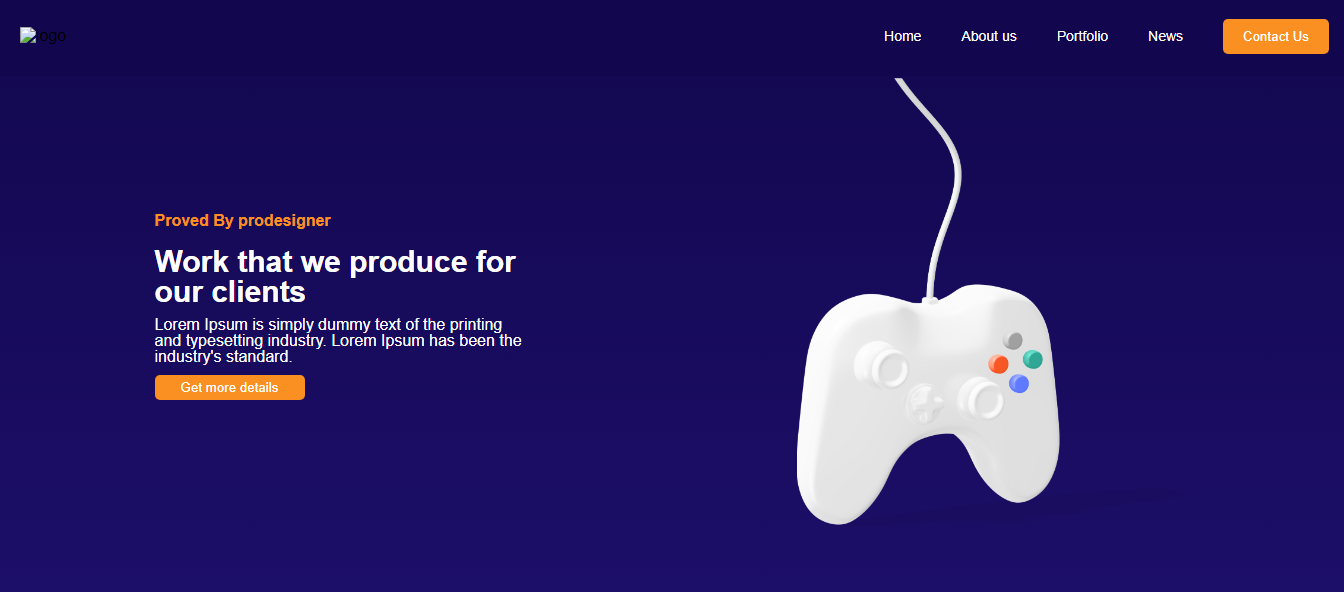 logo
Home
About us
Portfolio
News
Contact Us
Proved By prodesigner
Work that we produce for
our clients
Lorem Ipsum is simply dummy text of the printing
and typesetting industry. Lorem Ipsum has been the
industry's standard.
Get more details